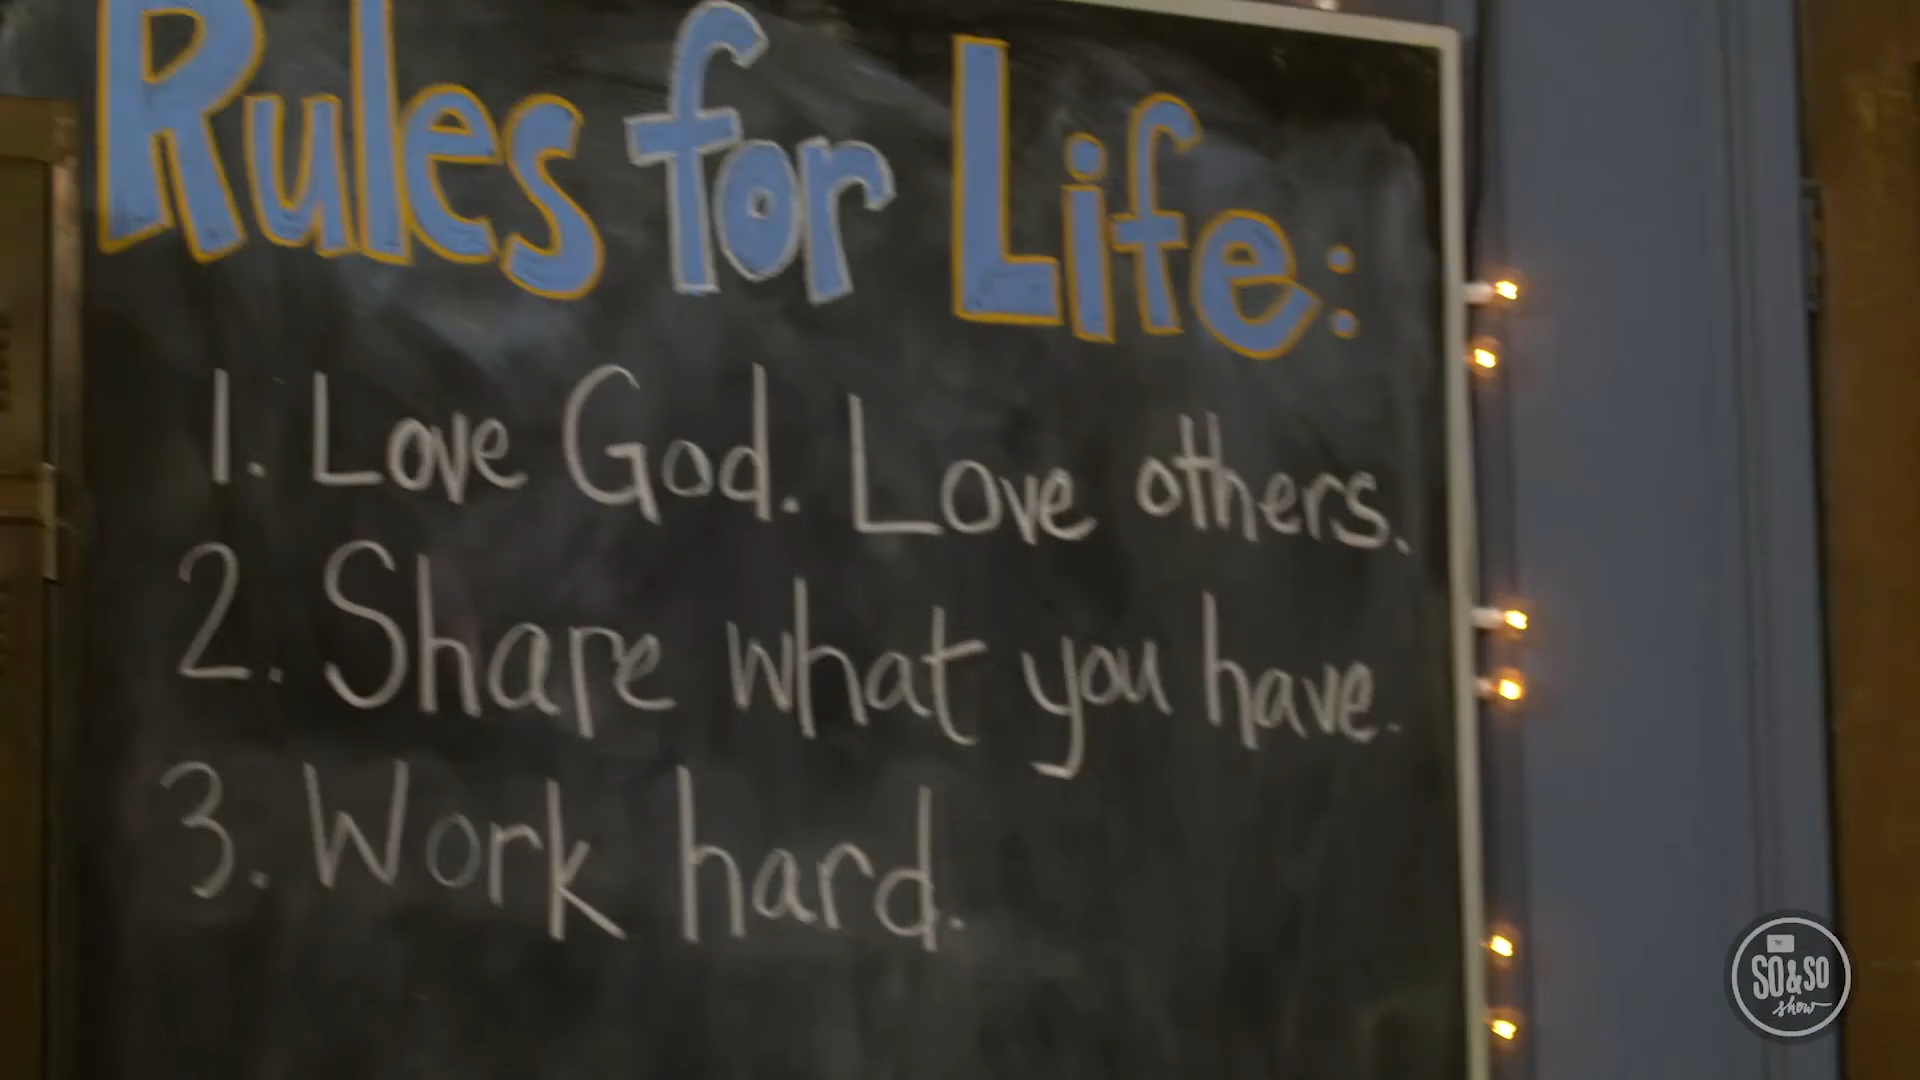 Rules for Life:
1. Love God. Love others.
2. Share what you have.
3. Work hard.
SO&SO
show